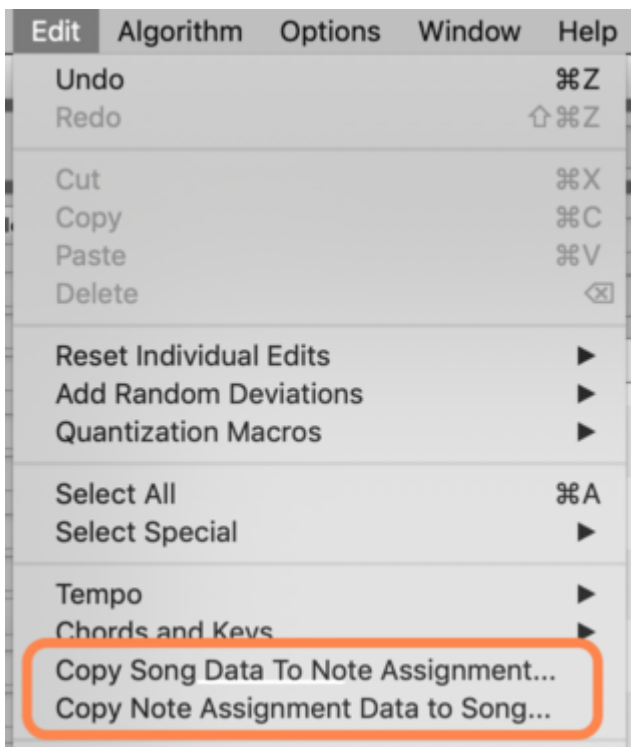 Edit Algorithm Options Window Help
Undo ⌘Z
Redo ⇧⌘Z
Cut ⌘X
Copy ⌘C
Paste ⌘V
Delete ⌫
Reset Individual Edits ▶
Add Random Deviations ▶
Quantization Macros ▶
Select All ⌘A
Select Special ▶
Tempo ▶
Chords and Keys ▶
Copy Song Data To Note Assignment...
Copy Note Assignment Data to Song...